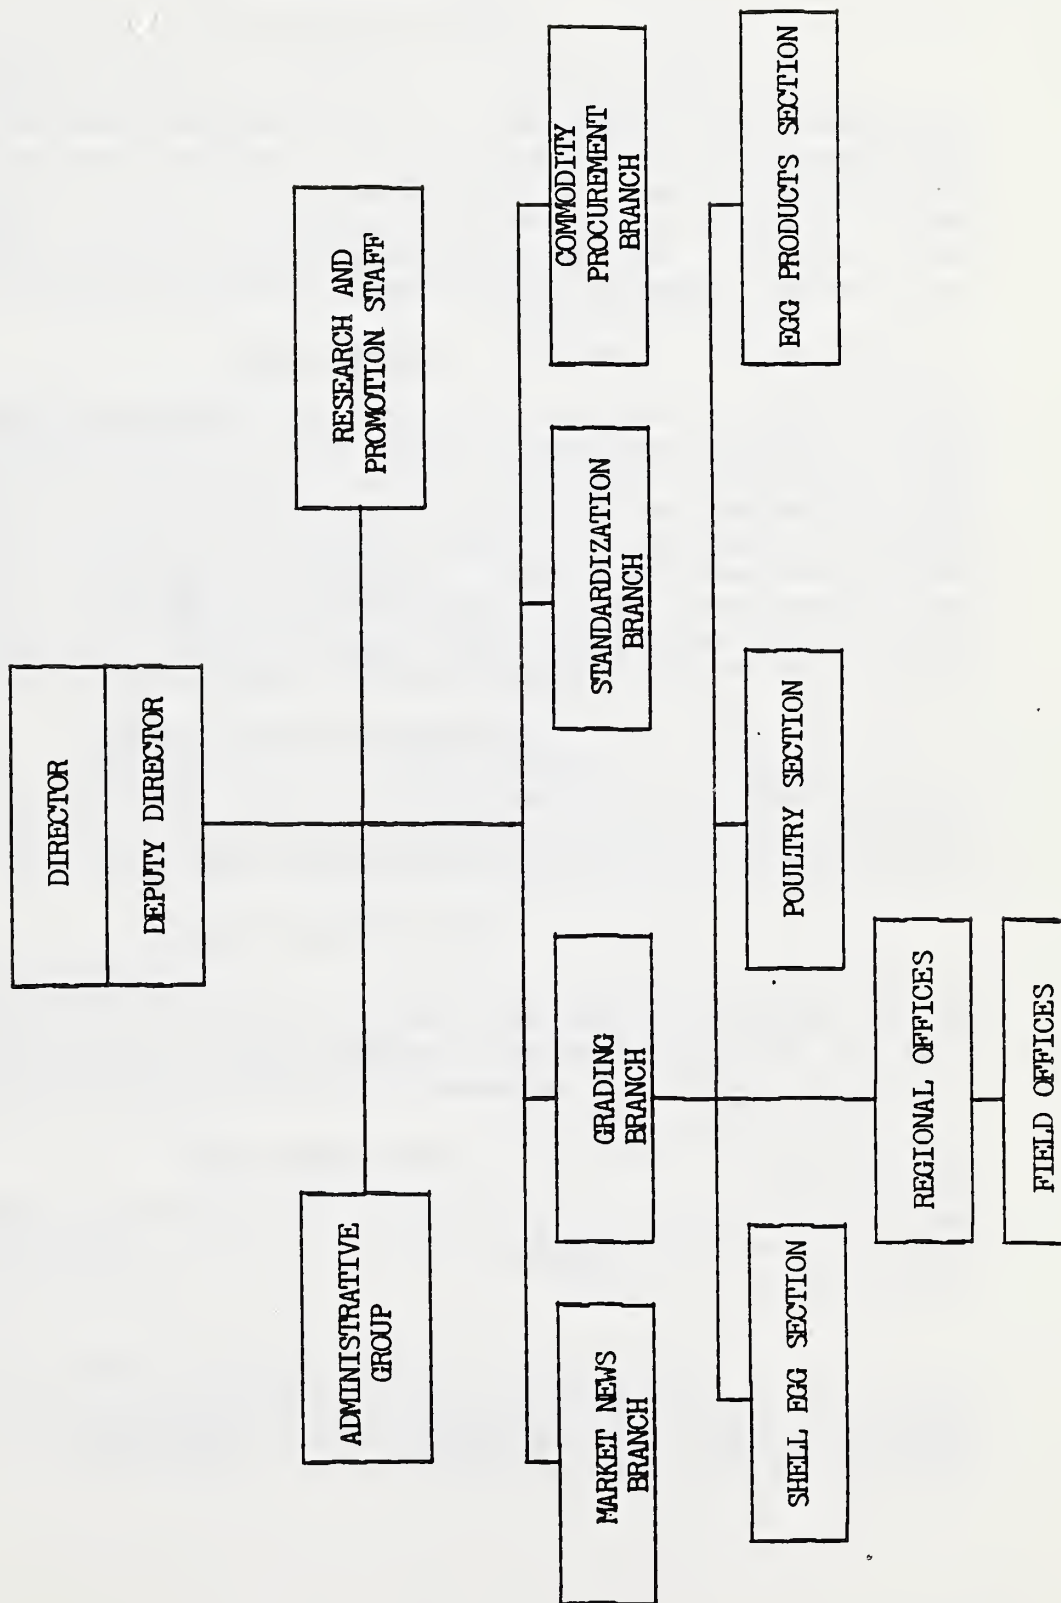 DIRECTOR
DEPUTY DIRECTOR
ADMINISTRATIVE
GROUP
RESEARCH AND
PROMOTION STAFF
MARKET NEWS
BRANCH
GRADING
BRANCH
STANDARDIZATION
BRANCH
COMMODITY
PROCUREMENT
BRANCH
SHELL EGG SECTION
POULTRY SECTION
EGG PRODUCTS SECTION
REGIONAL OFFICES
FIELD OFFICES